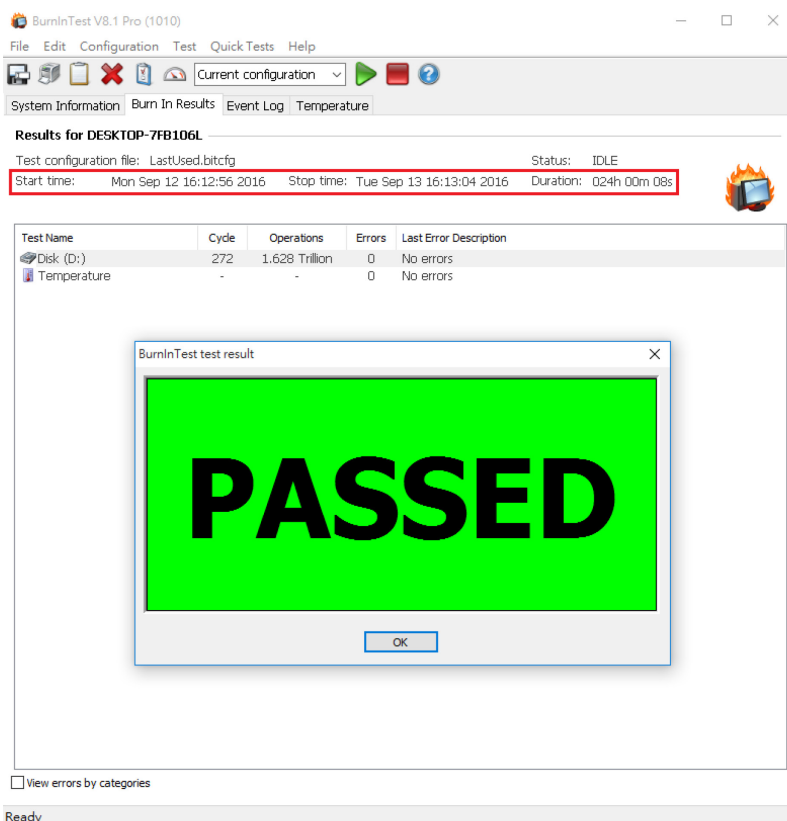 BurnInTest V8.1 Pro (1010)
File Edit Configuration Test Quick Tests Help
Current configuration
System Information Burn In Results Event Log Temperature
Results for DESKTOP-7FB106L
Test configuration file: LastUsed.bitcfg Status: IDLE
Start time: Mon Sep 12 16:12:56 2016 Stop time: Tue Sep 13 16:13:04 2016 Duration: 024h 00m 08s
Test Name Cycle Operations Errors Last Error Description
Disk (D:) 272 1.628 Trillion 0 No errors
Temperature - - 0 No errors
BurnInTest test result
PASSED
OK
View errors by categories
Ready